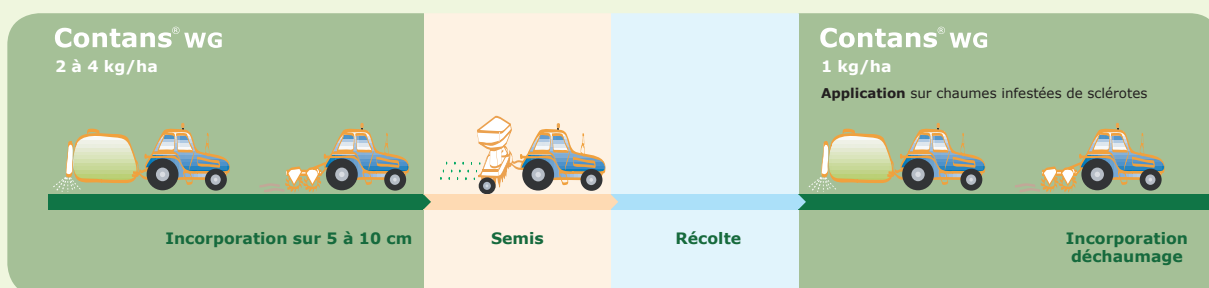 Contans® WG
2 à 4 kg/ha
Incorporation sur 5 à 10 cm
Semis
Récolte
Contans® WG
1 kg/ha
Application sur chaumes infestées de sclérotes
Incorporation
déchaumage